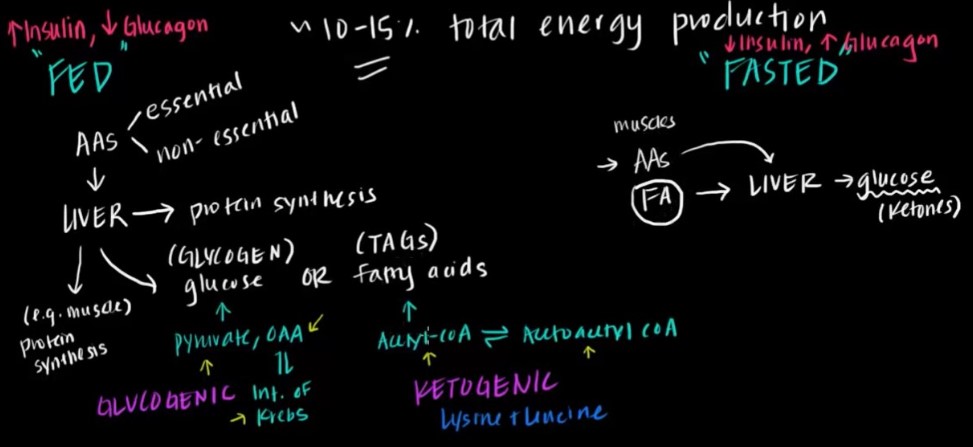 ~ 10-15% total energy production
↑Insulin, ↓Glucagon
"FED"
AAs
essential
non-essential
↓
LIVER → protein synthesis
(e.g. muscle)
protein
synthesis
(GLYCOGEN)
glucose OR
(TAGs)
fatty acids
Pyruvate, OAA
GLUCOGENIC
Int. of
Krebs
Acetyl-CoA ⇌ Acetoacetyl CoA
KETOGENIC
Lysine + Leucine
↓Insulin, ↑Glucagon
"FASTED"
muscles
→ AAs
FA → LIVER → glucose
(Ketones)